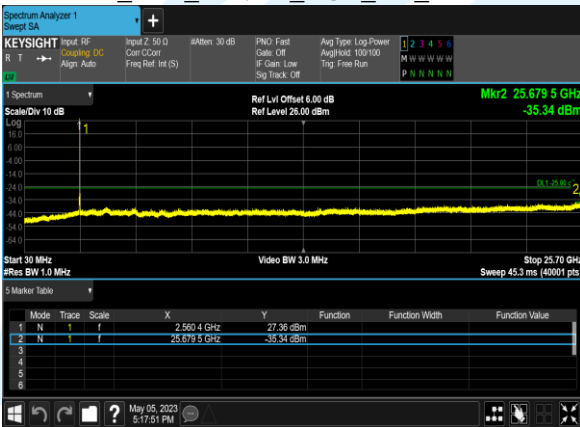 Spectrum Analyzer 1
Swept SA
KEYSIGHT Input: RF Input Z: 50 Ω #Atten: 30 dB PNO: Fast Avg Type: Log-Power 1 2 3 4 5 6
R T Coupling: DC Corr CCorr Gate: Off Avg|Hold: 100/100 M W W W W W
Align: Auto Freq Ref: Int (S) IF Gain: Low Trig: Free Run P N N N N N
Sig Track: Off
LV
1 Spectrum Ref Lvl Offset 6.00 dB Mkr2 25.679 5 GHz
Scale/Div 10 dB Ref Level 26.00 dBm -35.34 dBm
Log
16.0
6.00
-4.00
-14.0
-24.0
-34.0
-44.0
-54.0
-64.0
1
DL1 -25.00
2
Start 30 MHz Video BW 3.0 MHz Stop 25.70 GHz
#Res BW 1.0 MHz Sweep 45.3 ms (40001 pts
5 Marker Table
Mode Trace Scale X Y Function Function Width Function Value
1 N 1 f 2.560 4 GHz 27.36 dBm
2 N 1 f 25.679 5 GHz -35.34 dBm
3
4
5
6
? May 05, 2023
5:17:51 PM